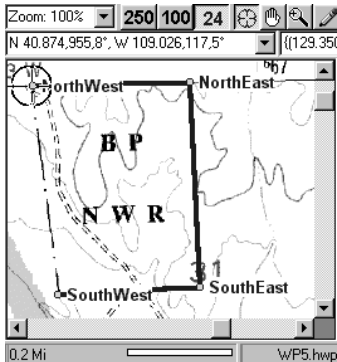 Zoom: 100% 250 100 24
N 40.874,955,8° , W 109.026,117,5° {(129.350
67
NorthWest NorthEast
B P
N W R
31
SouthWest SouthEast
0.2 Mi WP5.hwp